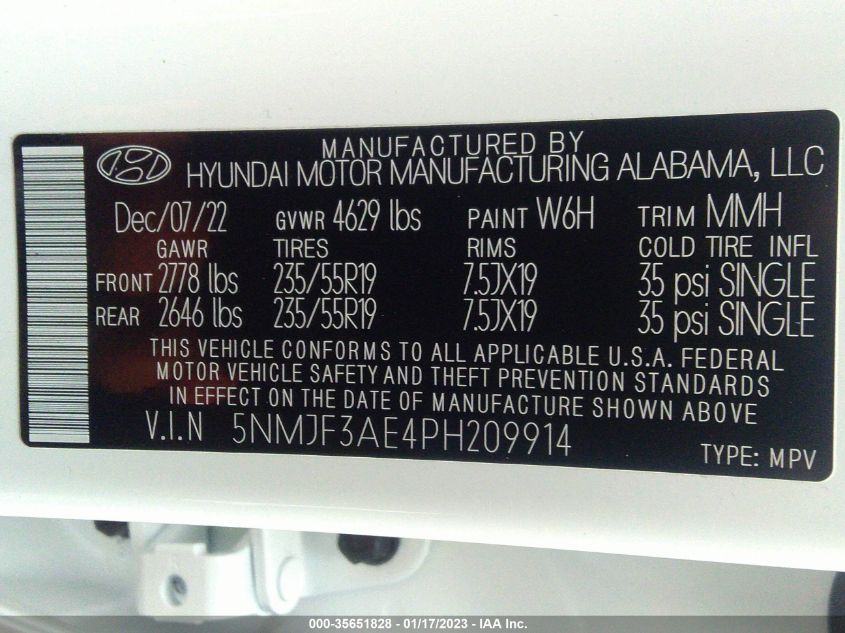 MANUFACTURED BY
HYUNDAI MOTOR MANUFACTURING ALABAMA, LLC
Dec/07/22 GVWR 4629 lbs PAINT W6H TRIM MMH
GAWR TIRES RIMS COLD TIRE INFL
FRONT 2778 lbs 235/55R19 7.5JX19 35 psi SINGLE
REAR 2646 lbs 235/55R19 7.5JX19 35 psi SINGLE
THIS VEHICLE CONFORMS TO ALL APPLICABLE U.S.A. FEDERAL
MOTOR VEHICLE SAFETY AND THEFT PREVENTION STANDARDS
IN EFFECT ON THE DATE OF MANUFACTURE SHOWN ABOVE.
V.I.N 5NMJF3AE4PH209914
TYPE: MPV
000-35651828 - 01/17/2023 - IAA Inc.